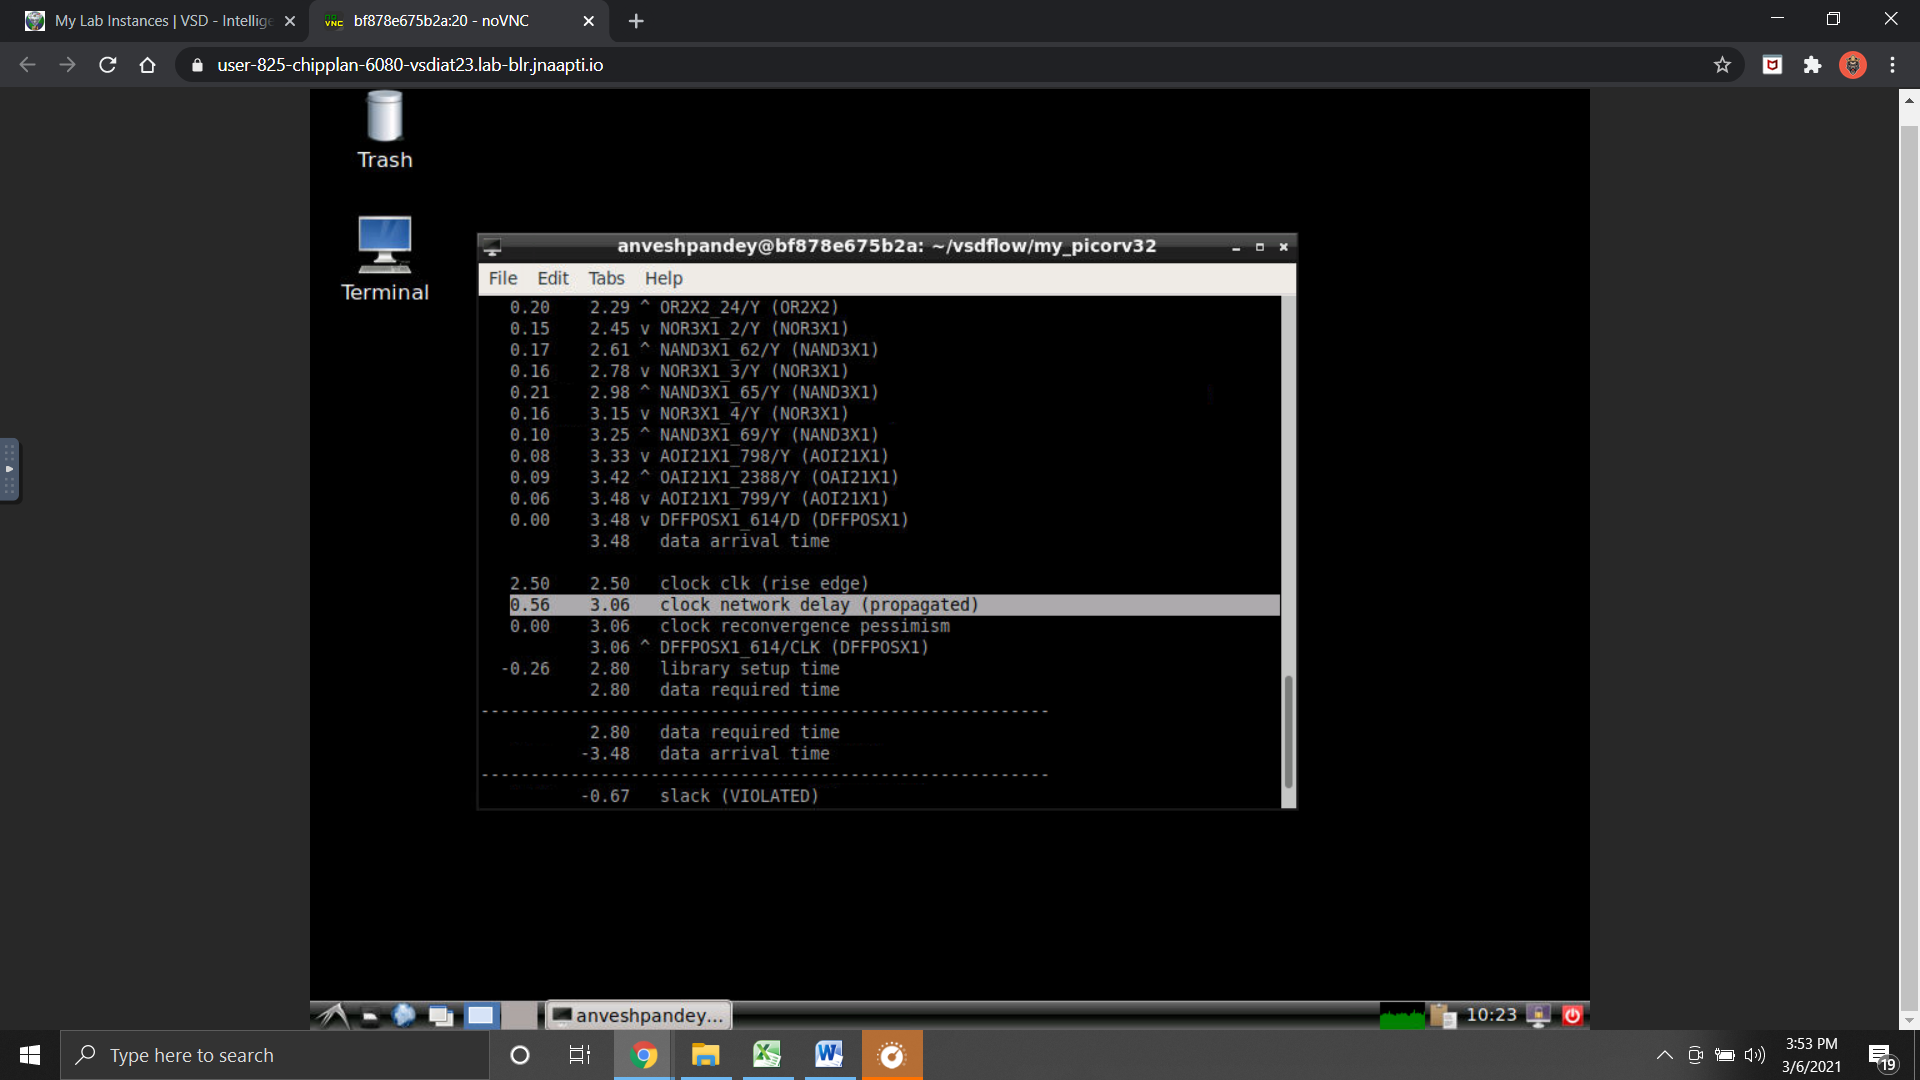 My Lab Instances | VSD - Intellige
VNC
bf878e675b2a:20 - noVNC
user-825-chipplan-6080-vsdiat23.lab-blr.jnaapti.io
Trash
Terminal
anveshpandey@bf878e675b2a: ~/vsdflow/my_picorv32
File Edit Tabs Help
0.20 2.29 ^ OR2X2_24/Y (OR2X2)
0.15 2.45 v NOR3X1_2/Y (NOR3X1)
0.17 2.61 ^ NAND3X1_62/Y (NAND3X1)
0.16 2.78 v NOR3X1_3/Y (NOR3X1)
0.21 2.98 ^ NAND3X1_65/Y (NAND3X1)
0.16 3.15 v NOR3X1_4/Y (NOR3X1)
0.10 3.25 ^ NAND3X1_69/Y (NAND3X1)
0.08 3.33 v AOI21X1_798/Y (AOI21X1)
0.09 3.42 ^ OAI21X1_2388/Y (OAI21X1)
0.06 3.48 v AOI21X1_799/Y (AOI21X1)
0.00 3.48 v DFFPOSX1_614/D (DFFPOSX1)
3.48 data arrival time
2.50 2.50 clock clk (rise edge)
0.56 3.06 clock network delay (propagated)
0.00 3.06 clock reconvergence pessimism
3.06 ^ DFFPOSX1_614/CLK (DFFPOSX1)
-0.26 2.80 library setup time
2.80 data required time
---------------------------------------------------------
2.80 data required time
-3.48 data arrival time
---------------------------------------------------------
-0.67 slack (VIOLATED)
anveshpandey...
10:23
Type here to search
3:53 PM
3/6/2021
19